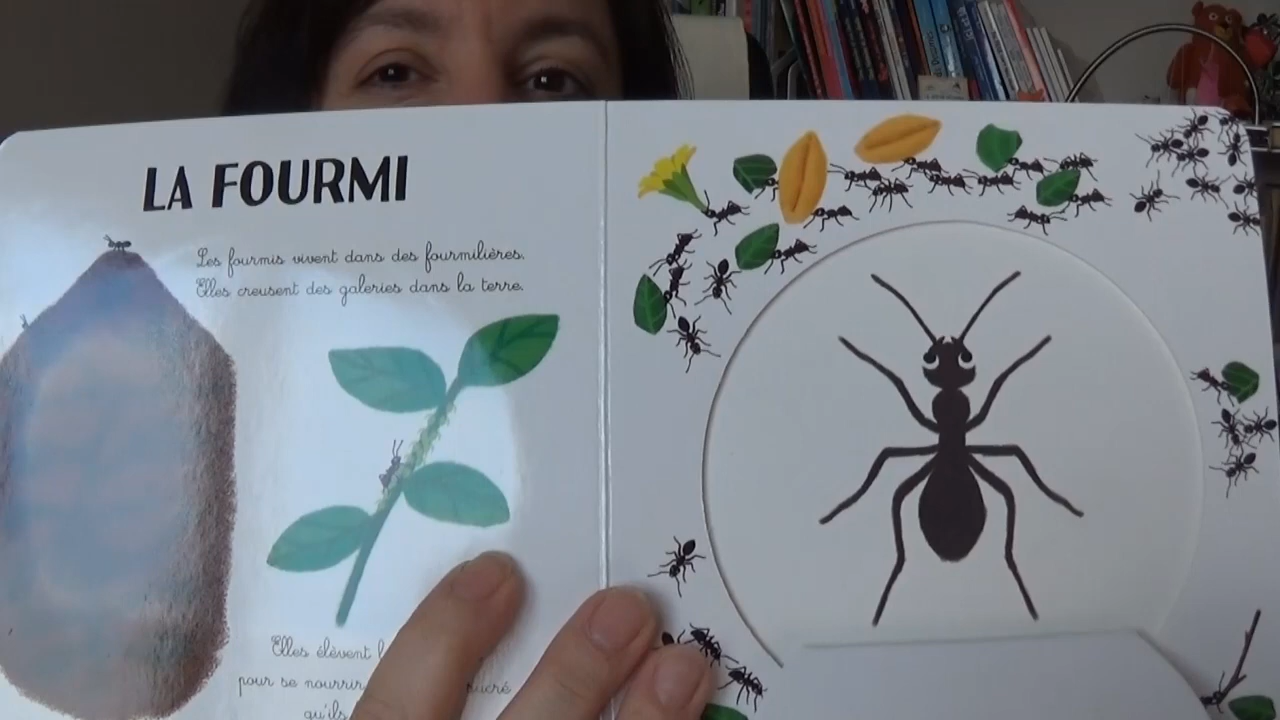 LA FOURMI
Les fourmis vivent dans des fourmilières.
Elles creusent des galeries dans la terre.
Elles élèvent
pour se nourrir
sucré
qu'ils